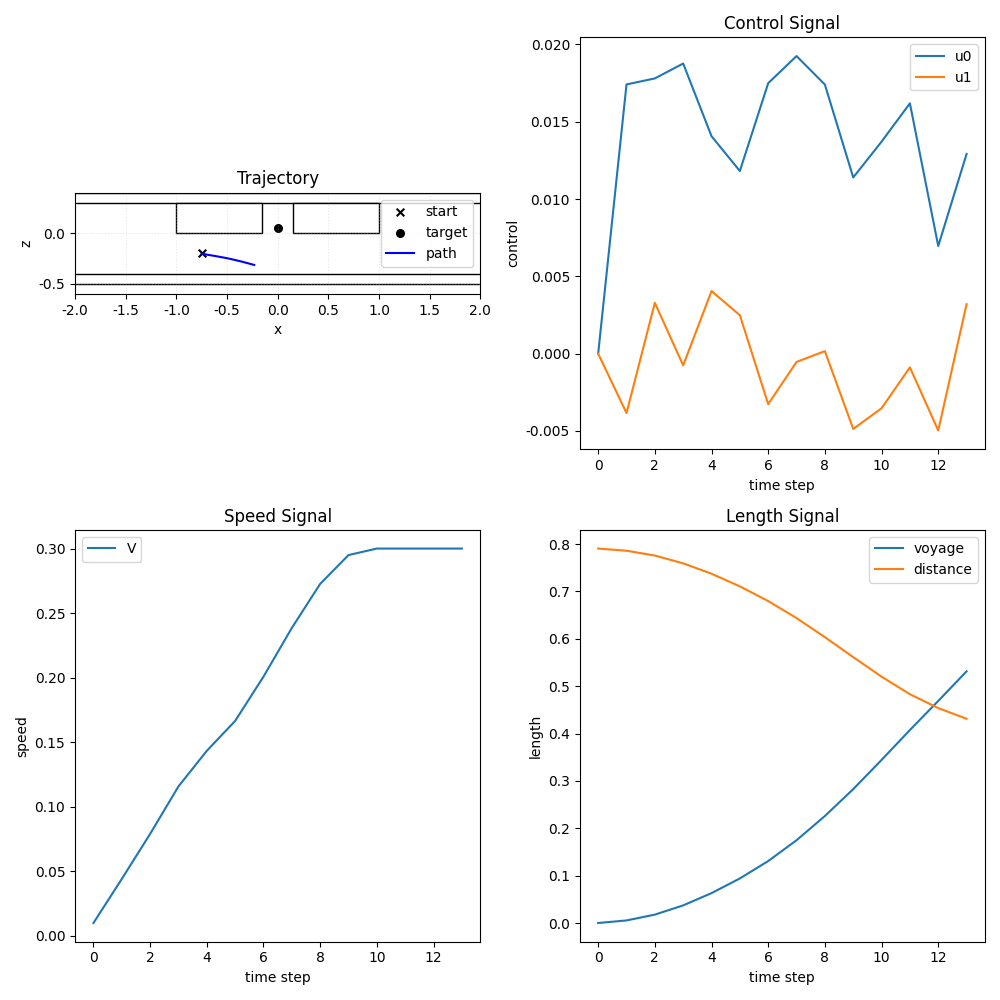 Trajectory
z
0.0
-0.5
-2.0 -1.5 -1.0 -0.5 0.0 0.5 1.0 1.5 2.0
x
start
target
path
Control Signal
control
0.020
0.015
0.010
0.005
0.000
-0.005
0 2 4 6 8 10 12
time step
u0
u1
Speed Signal
speed
0.30
0.25
0.20
0.15
0.10
0.05
0.00
0 2 4 6 8 10 12
time step
V
Length Signal
length
0.8
0.7
0.6
0.5
0.4
0.3
0.2
0.1
0.0
0 2 4 6 8 10 12
time step
voyage
distance